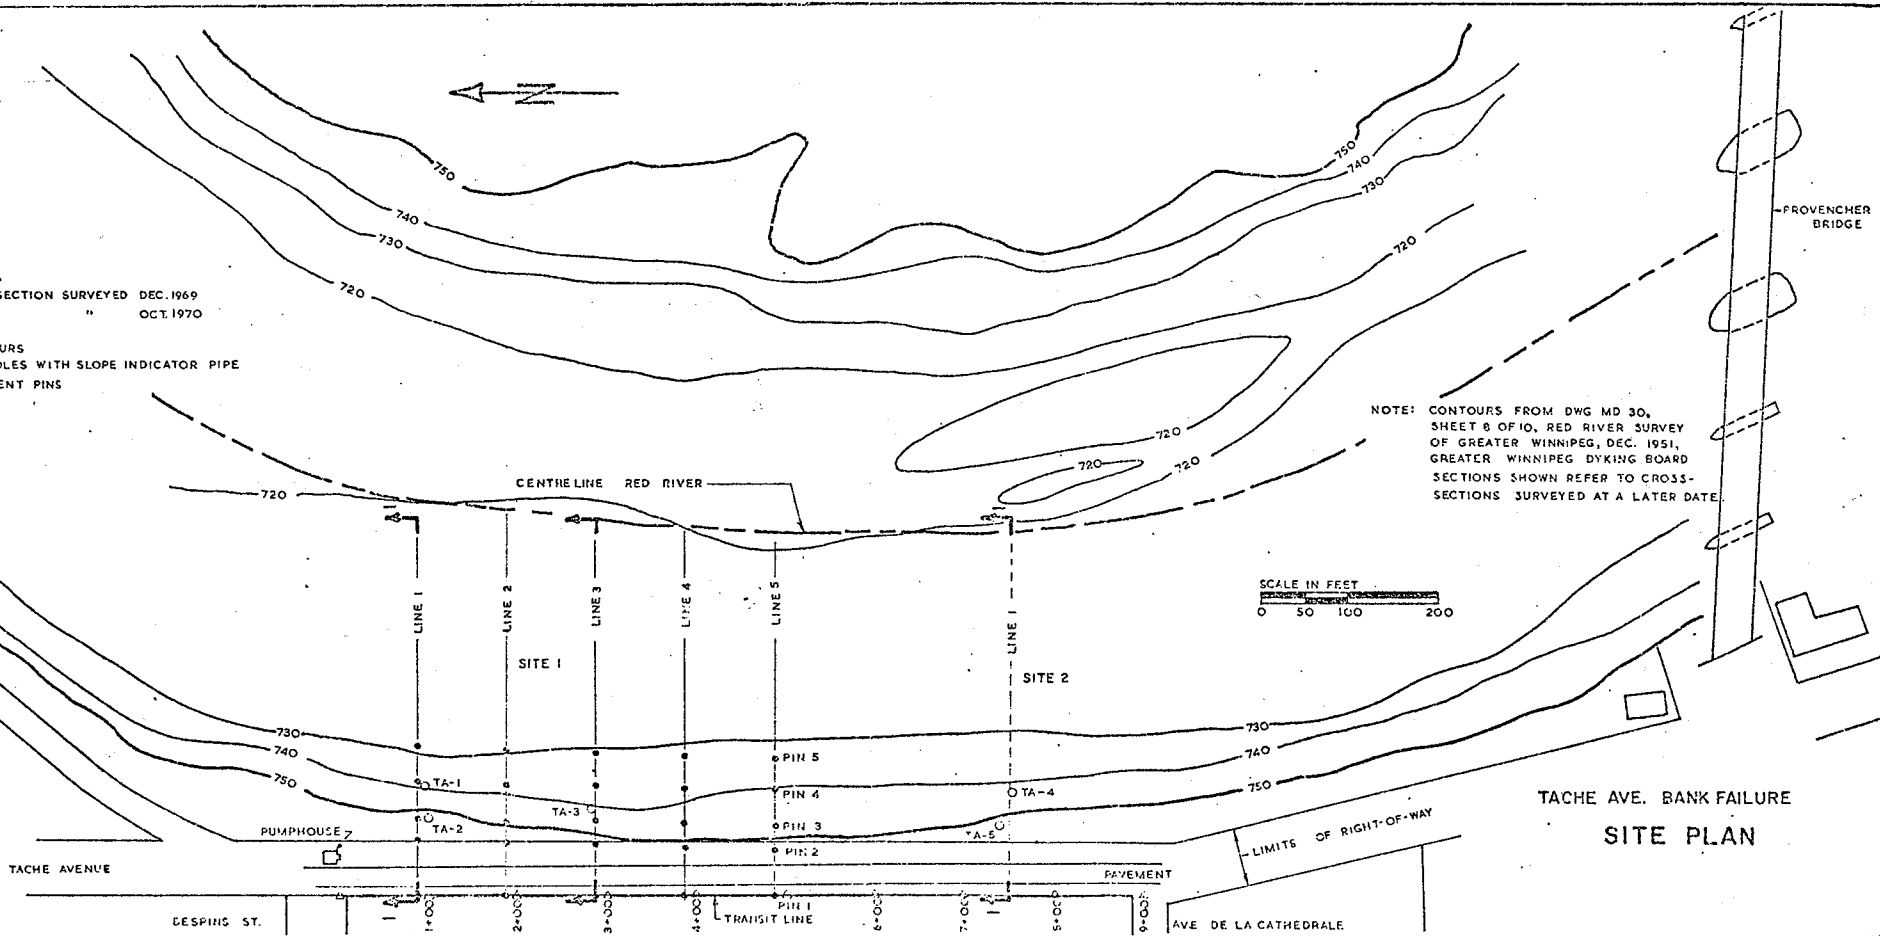 N
750
740
730
720
750
740
730
720
PROVENCHER
BRIDGE
SECTION SURVEYED DEC. 1969
" OCT. 1970
WITH SLOPE INDICATOR PIPE
PINS
NOTE: CONTOURS FROM DWG MD 30,
SHEET 8 OF 10, RED RIVER SURVEY
OF GREATER WINNIPEG, DEC. 1951,
GREATER WINNIPEG DYKING BOARD
SECTIONS SHOWN REFER TO CROSS-
SECTIONS SURVEYED AT A LATER DATE.
720
720
720
720
CENTRELINE RED RIVER
1
1
LINE 1
LINE 2
LINE 3
LINE 4
LINE 5
LINE 1
SCALE IN FEET
0 50 100 200
SITE 1
SITE 2
730
740
750
730
740
750
PIN 5
PIN 4
PIN 3
PIN 2
PIN 1
TA-1
TA-2
TA-3
TA-4
TA-5
TACHE AVE. BANK FAILURE
SITE PLAN
LIMITS OF RIGHT-OF-WAY
PUMPHOUSE
TACHE AVENUE
PAVEMENT
TRANSIT LINE
1
1
1+00
2+00
3+00
4+00
6+00
7+00
8+00
9+00
DESPINS ST.
AVE DE LA CATHEDRALE